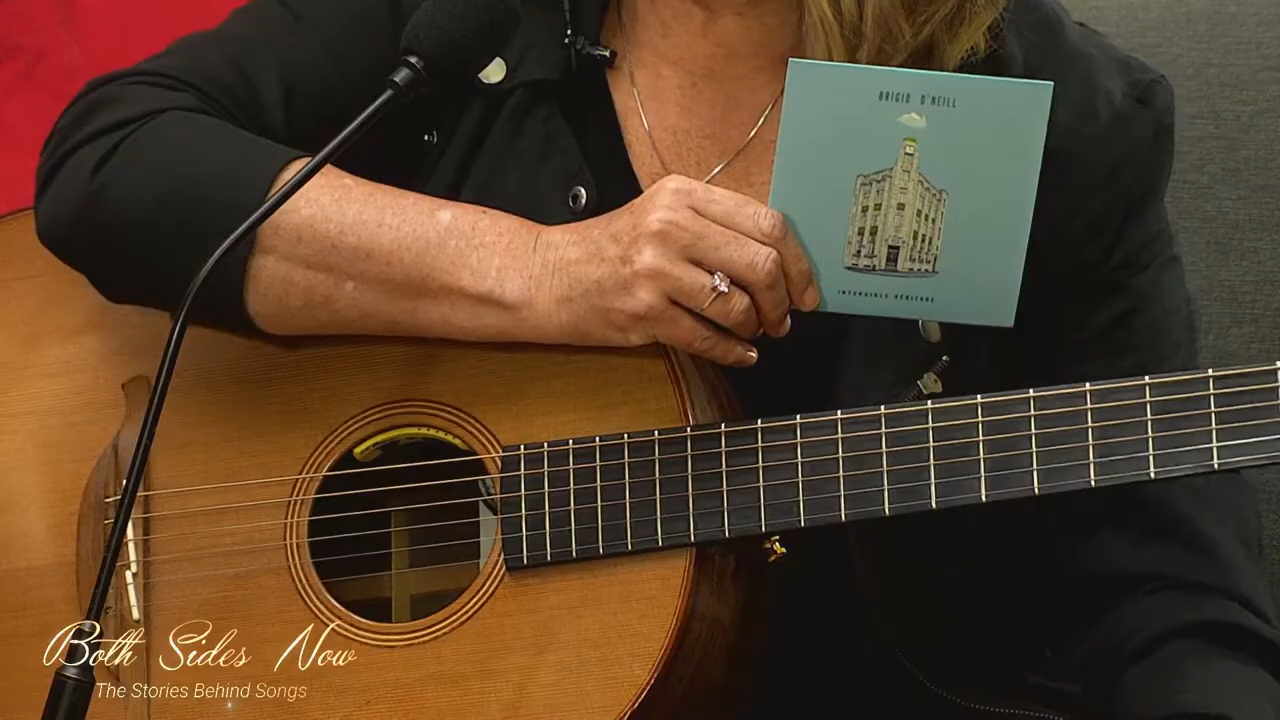 BRIGID O'NEILL
INTANGIBLE HERITAGE
Both Sides Now
The Stories Behind Songs